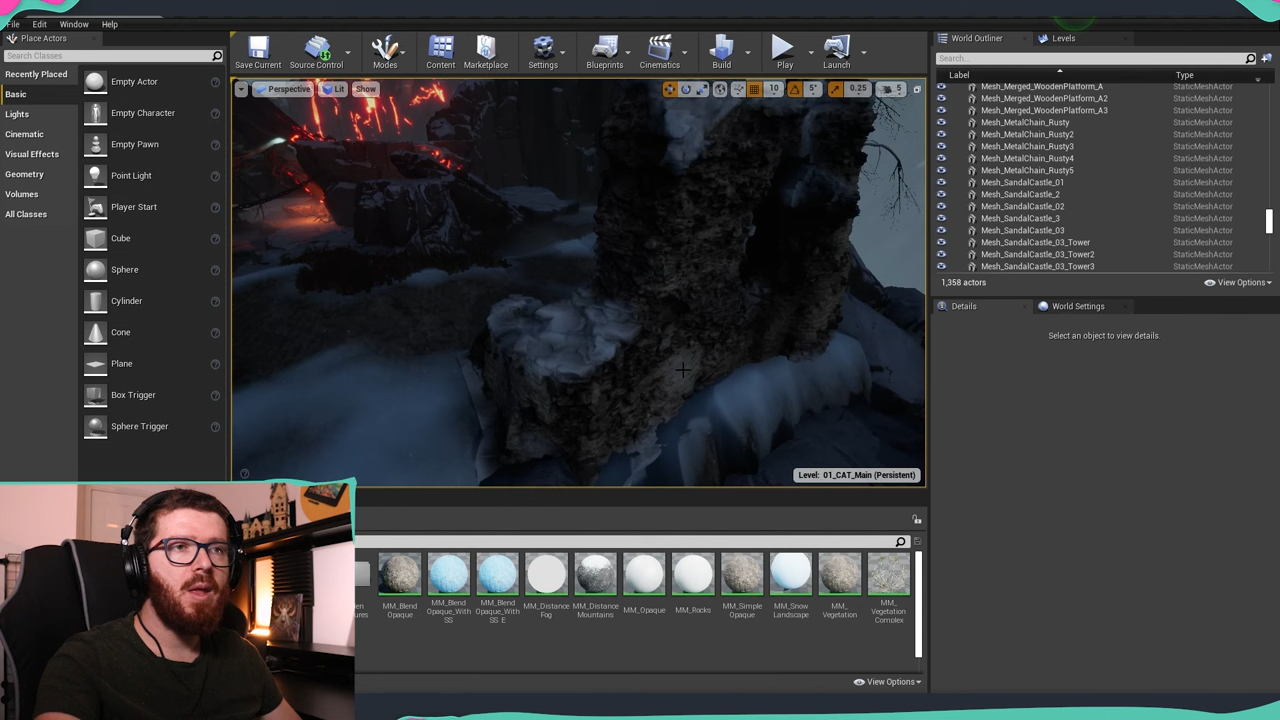 File Edit Window Help
Place Actors
Search Classes
Recently Placed
Basic
Lights
Cinematic
Visual Effects
Geometry
Volumes
All Classes
Empty Actor
Empty Character
Empty Pawn
Point Light
Player Start
Cube
Sphere
Cylinder
Cone
Plane
Box Trigger
Sphere Trigger
Save Current
Source Control
Modes
Content
Marketplace
Settings
Blueprints
Cinematics
Build
Play
Launch
Perspective
Lit
Show
10
5°
0.25
5
Level: 01_CAT_Main (Persistent)
World Outliner
Levels
Search...
Label Type
Mesh_Merged_WoodenPlatform_A StaticMeshActor
Mesh_Merged_WoodenPlatform_A2 StaticMeshActor
Mesh_Merged_WoodenPlatform_A3 StaticMeshActor
Mesh_MetalChain_Rusty StaticMeshActor
Mesh_MetalChain_Rusty2 StaticMeshActor
Mesh_MetalChain_Rusty3 StaticMeshActor
Mesh_MetalChain_Rusty4 StaticMeshActor
Mesh_MetalChain_Rusty5 StaticMeshActor
Mesh_SandalCastle_01 StaticMeshActor
Mesh_SandalCastle_2 StaticMeshActor
Mesh_SandalCastle_02 StaticMeshActor
Mesh_SandalCastle_3 StaticMeshActor
Mesh_SandalCastle_03 StaticMeshActor
Mesh_SandalCastle_03_Tower StaticMeshActor
Mesh_SandalCastle_03_Tower2 StaticMeshActor
Mesh_SandalCastle_03_Tower3 StaticMeshActor
1,358 actors
View Options
Details
World Settings
Select an object to view details.
MM_Blend
Opaque
MM_Blend
Opaque_With
SS
MM_Blend
Opaque_With
SS_E
MM_Distance
Fog
MM_Distance
Mountains
MM_Opaque
MM_Rocks
MM_Simple
Opaque
MM_Snow
Landscape
MM_
Vegetation
MM_
Vegetation
Complex
View Options